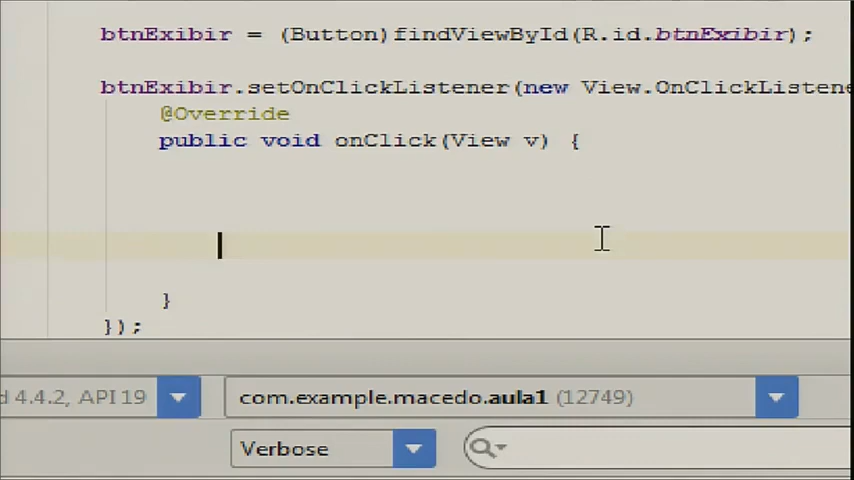 btnExibir = (Button)findViewById(R.id.btnExibir);
btnExibir.setOnClickListener(new View.OnClickListene
@Override
public void onClick(View v) {
}
});
d 4.4.2, API 19
com.example.macedo.aula1 (12749)
Verbose